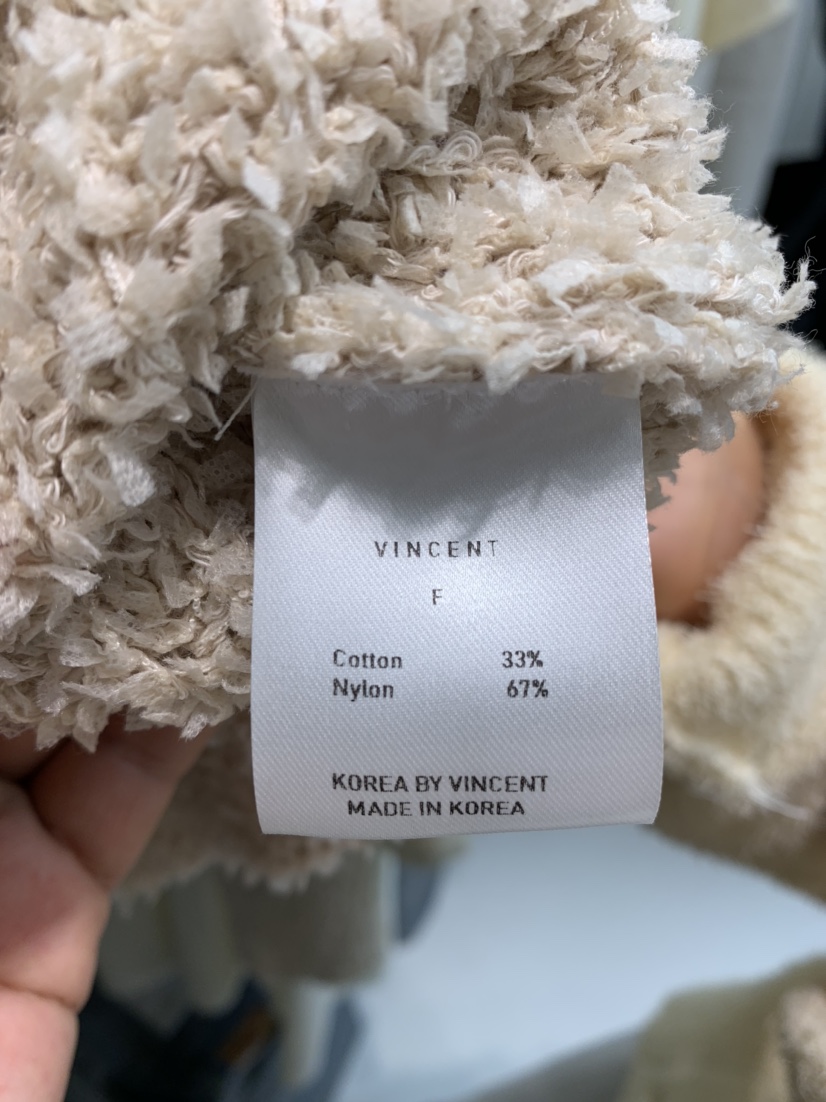 VINCENT
F
Cotton 33%
Nylon 67%
KOREA BY VINCENT
MADE IN KOREA